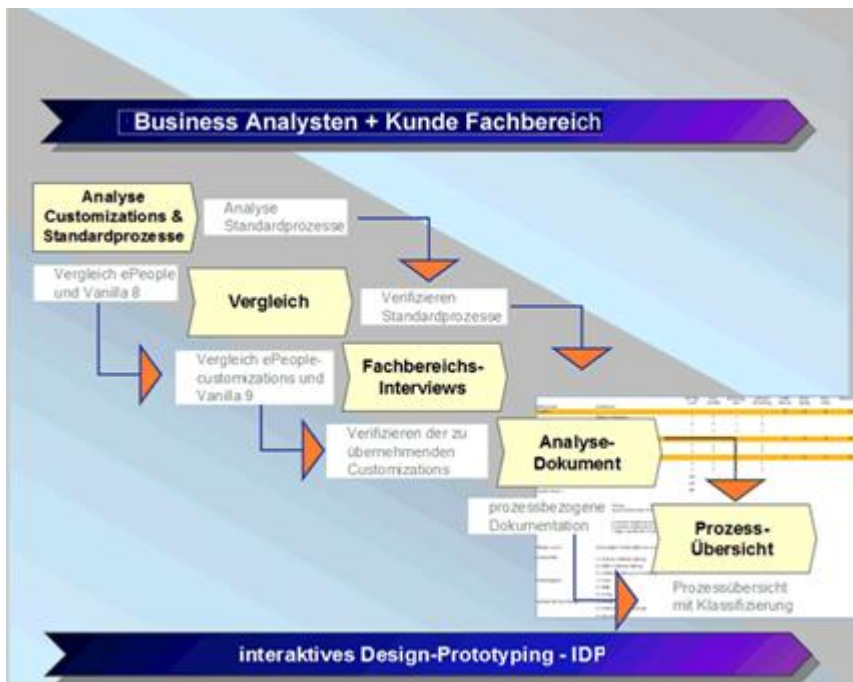 Business Analysten + Kunde Fachbereich
Analyse
Customizations &
Standardprozesse
Analyse
Standardprozesse
Vergleich ePeople
und Vanilla 8
Vergleich
Verifizieren
Standardprozesse
Vergleich ePeople-
customizations und
Vanilla 9
Fachbereichs-
Interviews
Verifizieren der zu
übernehmenden
Customizations
Analyse-
Dokument
prozessbezogene
Dokumentation
Prozess-
Übersicht
Prozessübersicht
mit Klassifizierung
interaktives Design-Prototyping - IDP